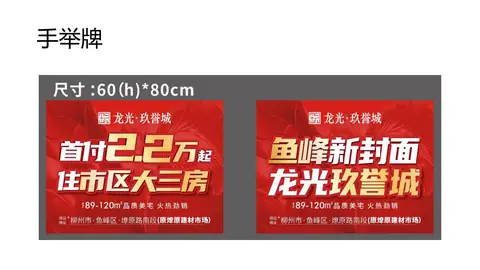 手举牌
尺寸:60(h)*80cm
龙光·玖誉城
首付2.2万起
住市区大三房
89-120㎡品质美宅 火热劲销
柳州市·鱼峰区·燎原路南段(原煌原建材市场)
龙光·玖誉城
鱼峰新封面
龙光玖誉城
89-120㎡品质美宅 火热劲销
柳州市·鱼峰区·燎原路南段(原煌原建材市场)